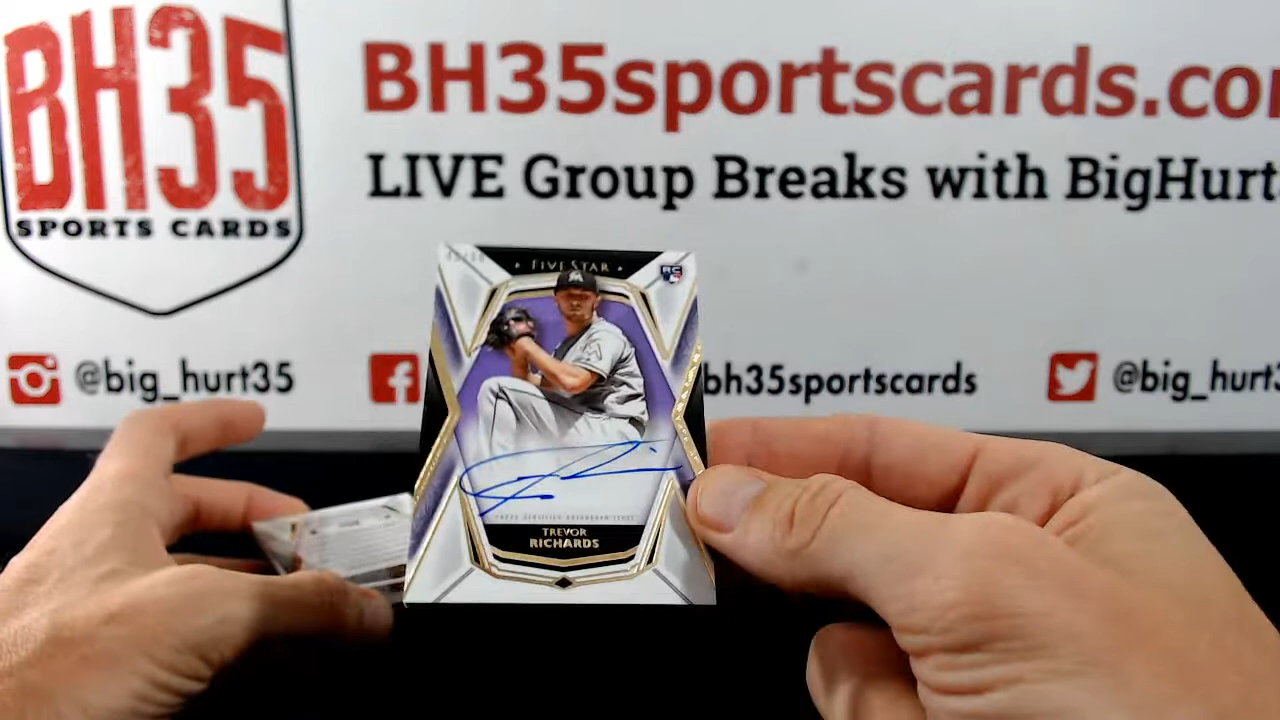 BH35
SPORTS CARDS
BH35sportscards.co
LIVE Group Breaks with BigHurt
@big_hurt35
bh35sportscards
@big_hurt3
FIVE STAR
RC
M
TREVOR
RICHARDS